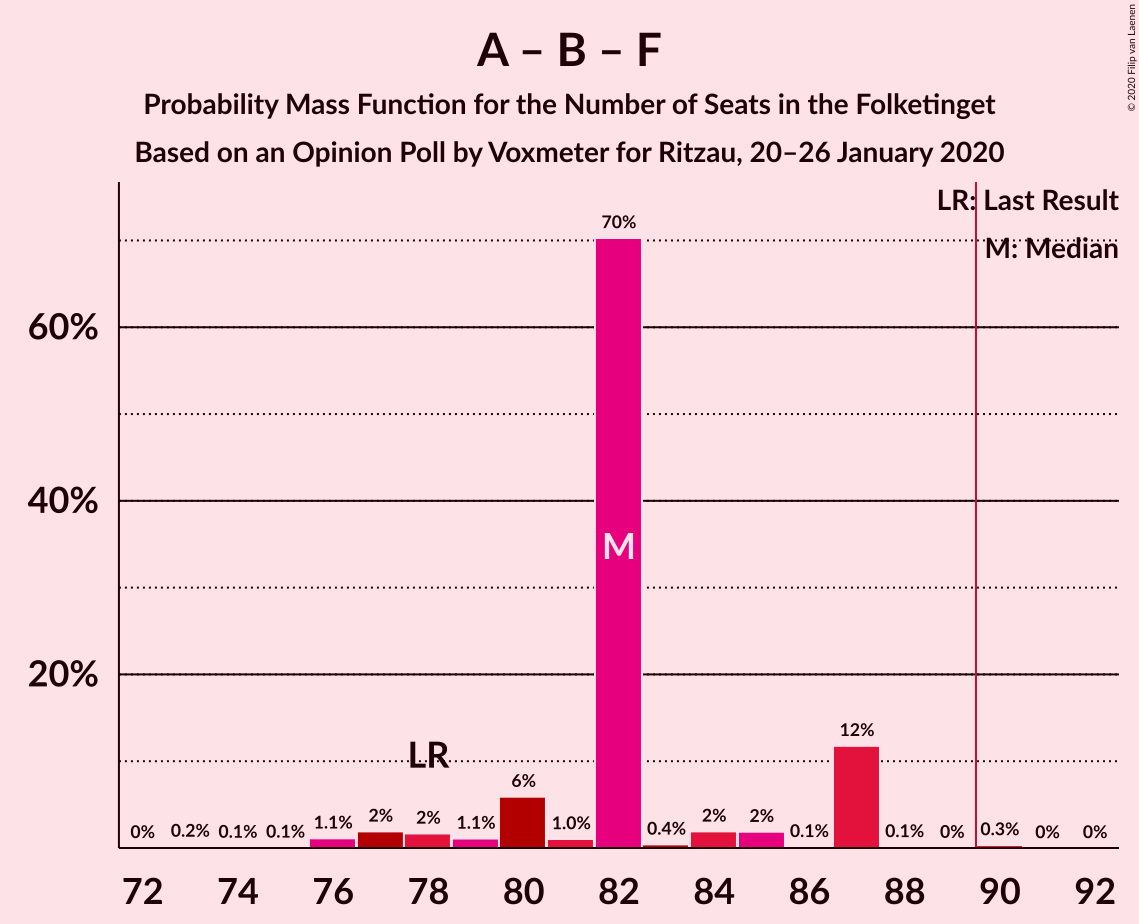 A – B – F
Probability Mass Function for the Number of Seats in the Folketinget
Based on an Opinion Poll by Voxmeter for Ritzau, 20–26 January 2020
© 2020 Filip van Laenen
LR: Last Result
M: Median
60%
40%
20%
70%
M
LR
12%
6%
0% 0.2% 0.1% 0.1% 1.1% 2% 2% 1.1% 1.0% 0.4% 2% 2% 0.1% 0.1% 0% 0.3% 0% 0%
72 74 76 78 80 82 84 86 88 90 92